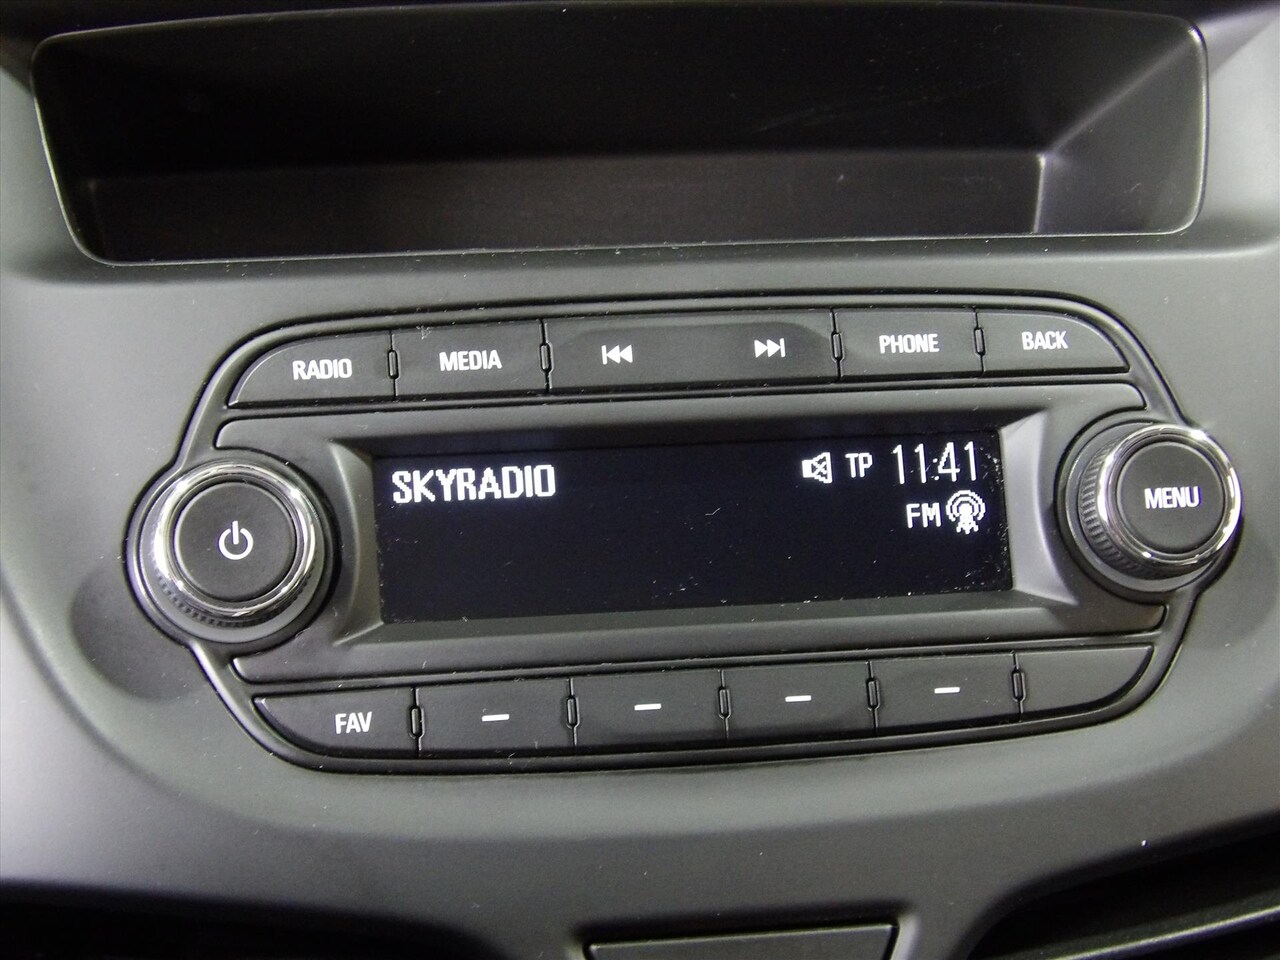 RADIO
MEDIA
PHONE
BACK
SKYRADIO
TP
11:41
FM
MENU
FAV